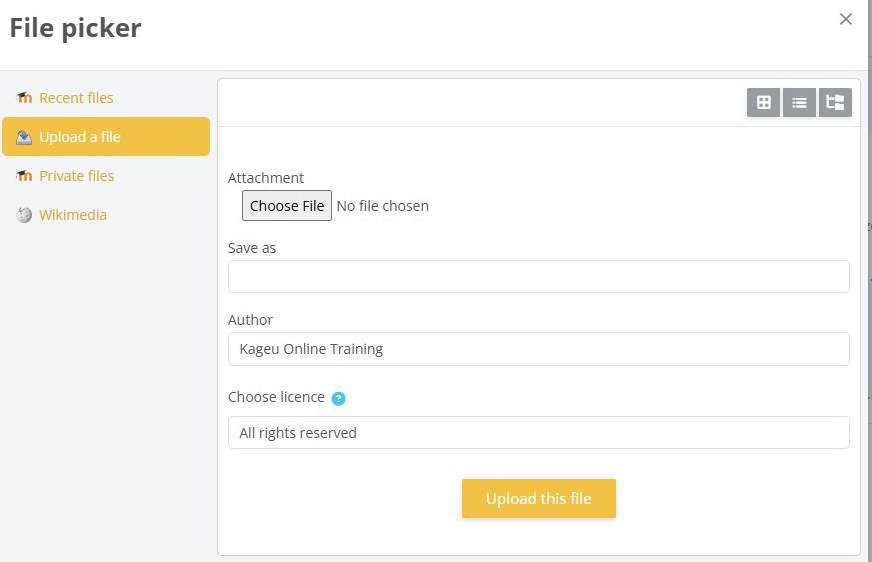 File picker
Recent files
Upload a file
Private files
Wikimedia
Attachment
Choose File No file chosen
Save as
Author
Kageu Online Training
Choose licence ?
All rights reserved
Upload this file